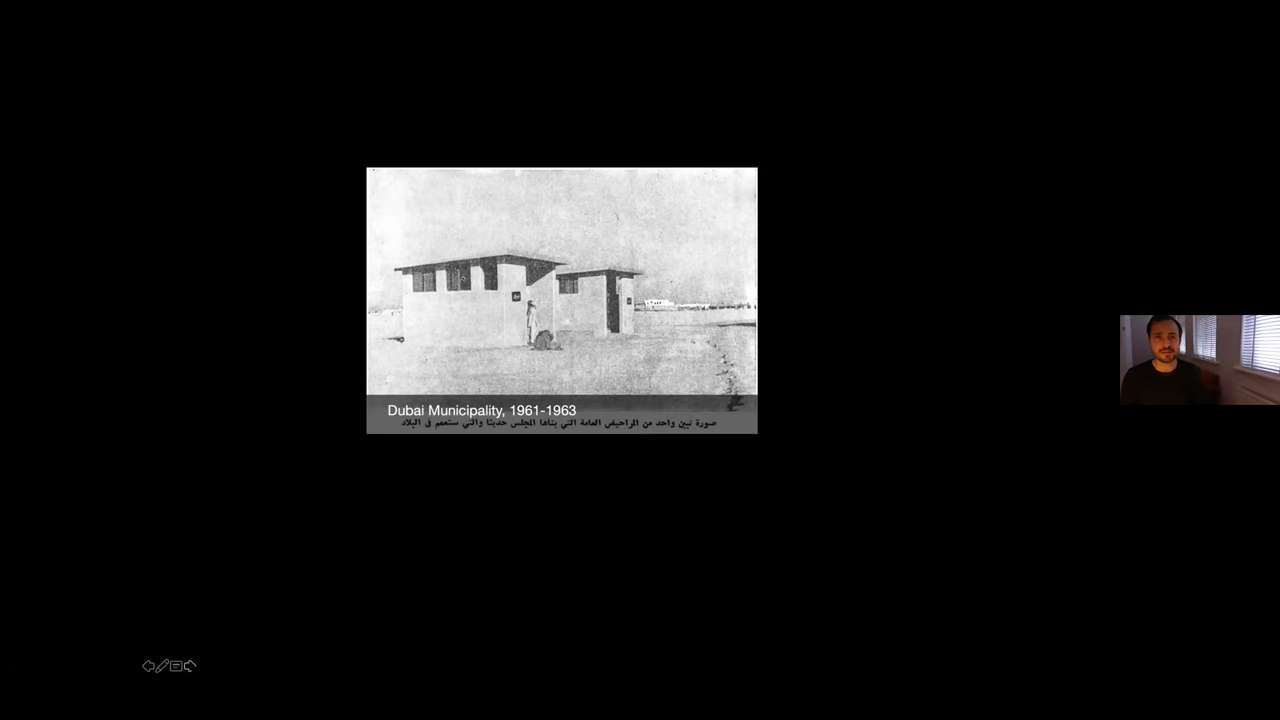 Dubai Municipality, 1961-1963
صورة تبين واحد من المراحيض العامة التي بناها المجلس حديثا والتي ستعمم في البلاد